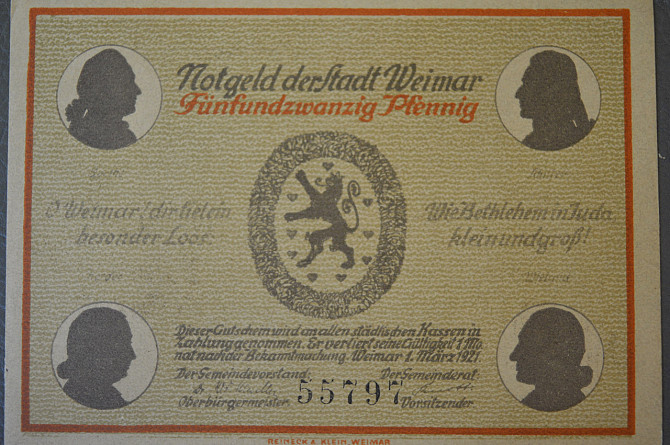 Notgeld der Stadt Weimar
Fünfundzwanzig Pfennig
O Weimar! dir fiel ein
besonder Loos:
Wie Bethlehem in Juda
klein und groß!
Dieser Gutschein wird an allen städtischen Kassen in
Zahlung genommen. Er verliert seine Gültigkeit 1 Mo-
nat nach der Bekanntmachung. Weimar 1. März 1921.
Der Gemeindevorstand: Der Gemeinderat:
Oberbürgermeister. 55797 Vorsitzender
REINECK & KLEIN, WEIMAR